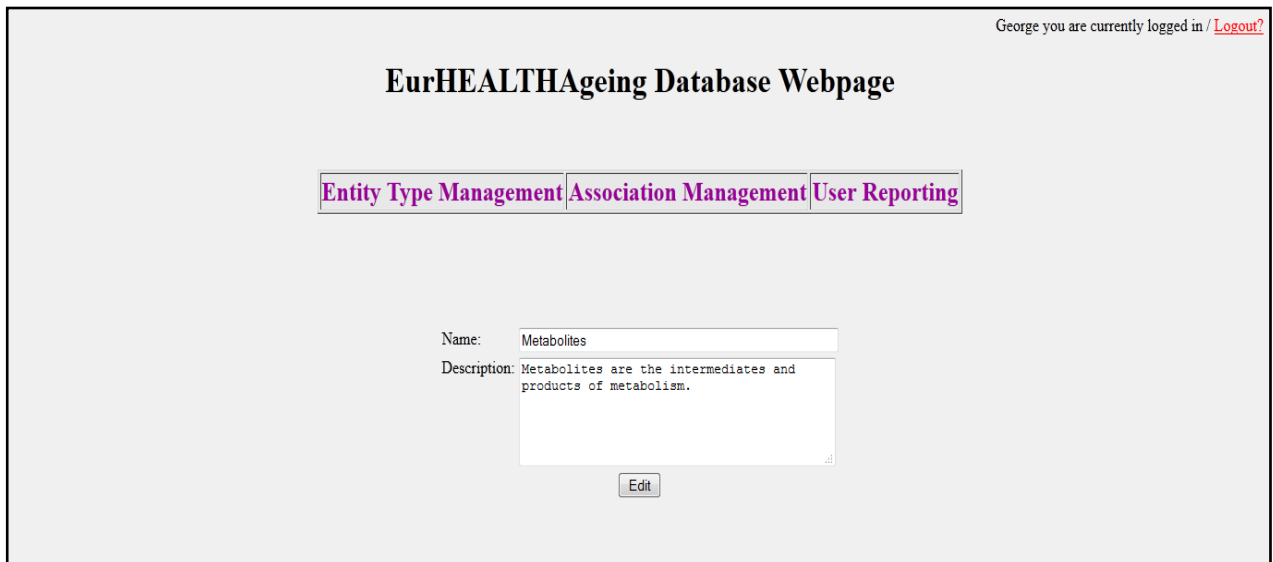 George you are currently logged in / Logout?
EurHEALTHAgeing Database Webpage
Entity Type Management Association Management User Reporting
Name: Metabolites
Description: Metabolites are the intermediates and
products of metabolism.
Edit